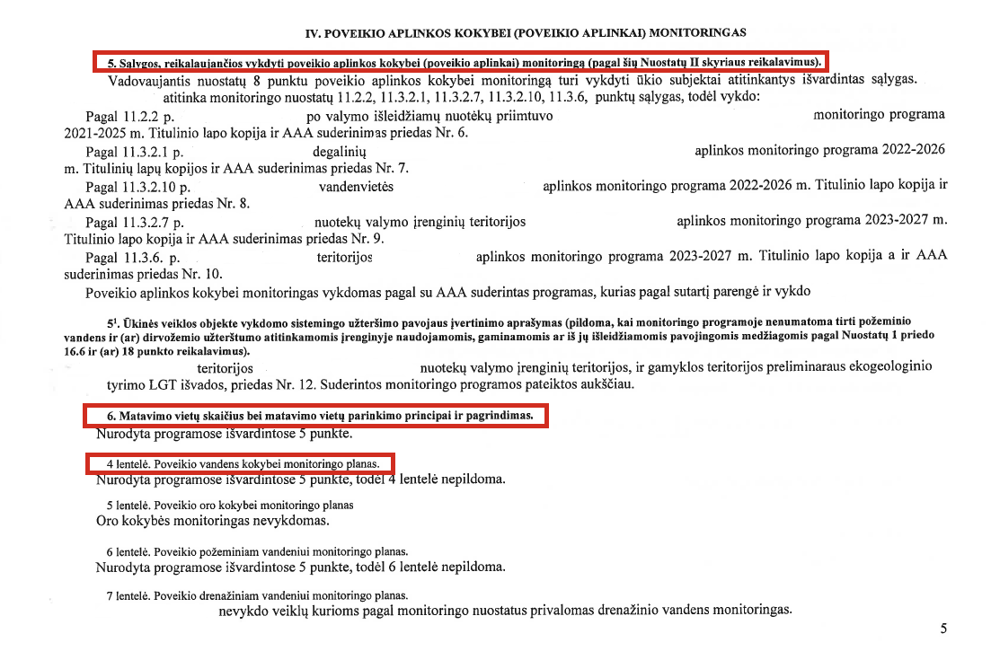 IV. POVEIKIO APLINKOS KOKYBEI (POVEIKIO APLINKAI) MONITORINGAS
5. Sąlygos, reikalaujančios vykdyti poveikio aplinkos kokybei (poveikio aplinkai) monitoringą (pagal šių Nuostatų II skyriaus reikalavimus).
Vadovaujantis nuostatų 8 punktu poveikio aplinkos kokybei monitoringą turi vykdyti ūkio subjektai atitinkantys išvardintas sąlygas.
atitinka monitoringo nuostatų 11.2.2, 11.3.2.1, 11.3.2.7, 11.3.2.10, 11.3.6, punktų sąlygas, todėl vykdo:
Pagal 11.2.2 p. po valymo išleidžiamų nuotėkų priimtuvo monitoringo programa
2021-2025 m. Titulinio lapo kopija ir AAA suderinimas priedas Nr. 6.
Pagal 11.3.2.1 p. degalinių aplinkos monitoringo programa 2022-2026
m. Titulinių lapų kopijos ir AAA suderinimas priedas Nr. 7.
Pagal 11.3.2.10 p. vandenvietės aplinkos monitoringo programa 2022-2026 m. Titulinio lapo kopija ir
AAA suderinimas priedas Nr. 8.
Pagal 11.3.2.7 p. nuotekų valymo įrenginių teritorijos aplinkos monitoringo programa 2023-2027 m.
Titulinio lapo kopija ir AAA suderinimas priedas Nr. 9.
Pagal 11.3.6. p. teritorijos aplinkos monitoringo programa 2023-2027 m. Titulinio lapo kopija a ir AAA
suderinimas priedas Nr. 10.
Poveikio aplinkos kokybei monitoringas vykdomas pagal su AAA suderintas programas, kurias pagal sutartį parengė ir vykdo
5¹. Ūkinės veiklos objekte vykdomo sistemingo užteršimo pavojaus įvertinimo aprašymas (pildoma, kai monitoringo programoje nenumatoma tirti požeminio
vandens ir (ar) dirvožemio užterštumo atitinkamomis įrenginyje naudojamomis, gaminamomis ar iš jų išleidžiamomis pavojingomis medžiagomis pagal Nuostatų 1 priedo
16.6 ir (ar) 18 punkto reikalavimus).
teritorijos nuotekų valymo įrenginių teritorijos, ir gamyklos teritorijos preliminaraus ekogeologinio
tyrimo LGT išvados, priedas Nr. 12. Suderintos monitoringo programos pateiktos aukščiau.
6. Matavimo vietų skaičius bei matavimo vietų parinkimo principai ir pagrindimas.
Nurodyta programose išvardintose 5 punkte.
4 lentelė. Poveikio vandens kokybei monitoringo planas.
Nurodyta programose išvardintose 5 punkte, todėl 4 lentelė nepildoma.
5 lentelė. Poveikio oro kokybei monitoringo planas
Oro kokybės monitoringas nevykdomas.
6 lentelė. Poveikio požeminiam vandeniui monitoringo planas.
Nurodyta programose išvardintose 5 punkte, todėl 6 lentelė nepildoma.
7 lentelė. Poveikio drenažiniam vandeniui monitoringo planas.
nevykdo veiklų kurioms pagal monitoringo nuostatus privalomas drenažinio vandens monitoringas.
5